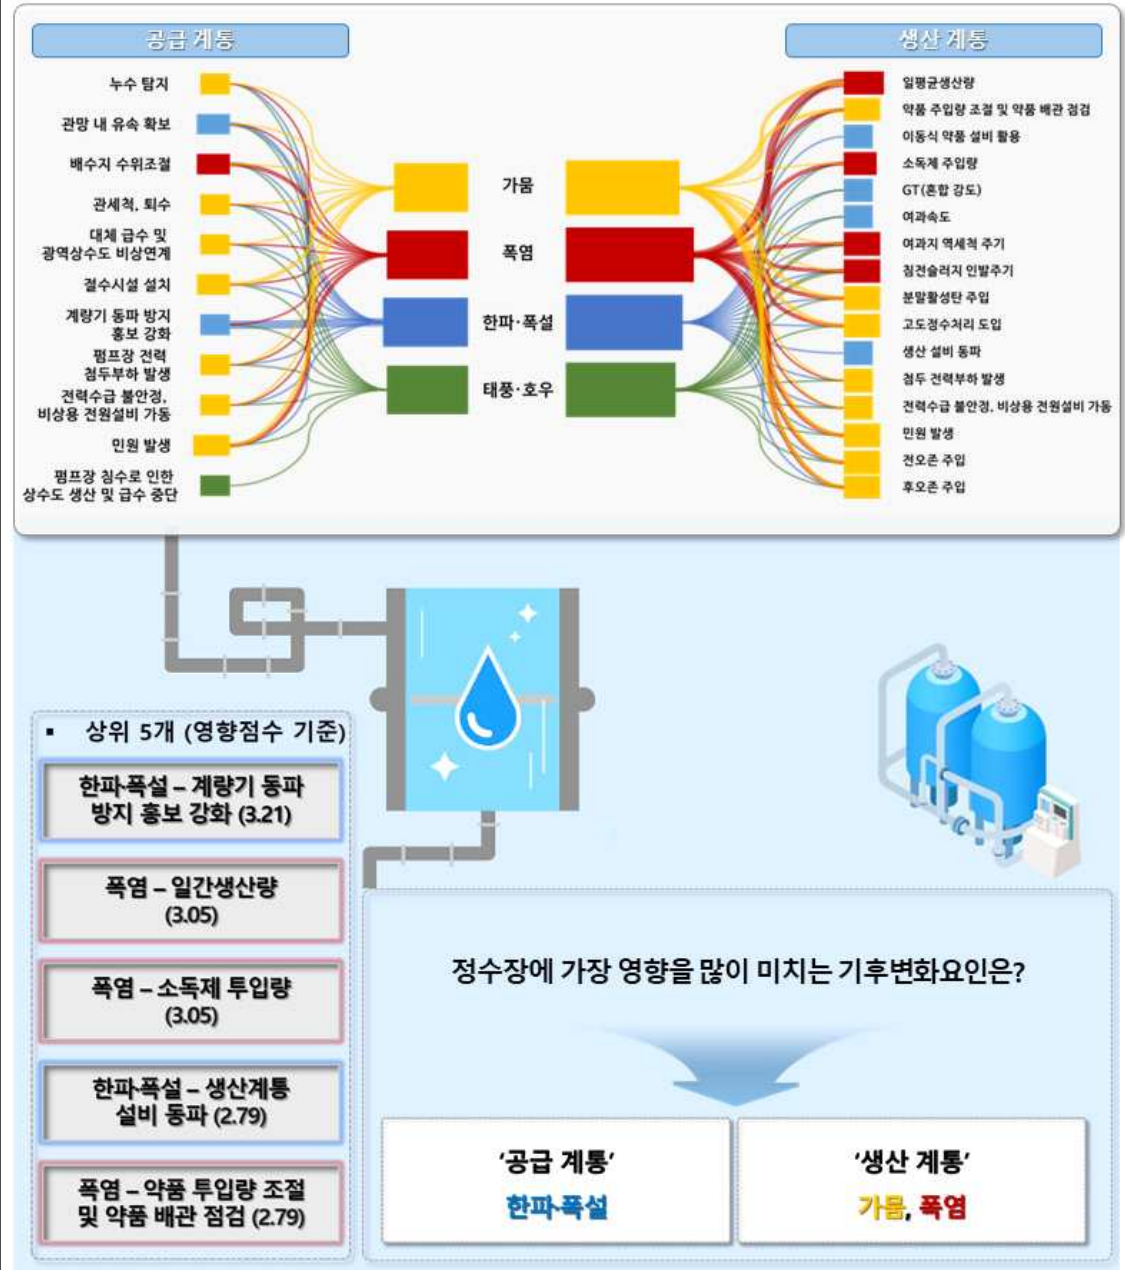 공급 계통
누수 탐지
관망 내 유속 확보
배수지 수위조절
관세척, 퇴수
대체 급수 및
광역상수도 비상연계
절수시설 설치
계량기 동파 방지
홍보 강화
펌프장 전력
첨두부하 발생
전력수급 불안정,
비상용 전원설비 가동
민원 발생
펌프장 침수로 인한
상수도 생산 및 급수 중단
가뭄
폭염
한파·폭설
태풍·호우
생산 계통
일평균생산량
약품 주입량 조절 및 약품 배관 점검
이동식 약품 설비 활용
소독제 주입량
GT(혼합 강도)
여과속도
여과지 역세척 주기
침전슬러지 인발주기
분말활성탄 주입
고도정수처리 도입
생산 설비 동파
첨두 전력부하 발생
전력수급 불안정, 비상용 전원설비 가동
민원 발생
전오존 주입
후오존 주입
▪ 상위 5개 (영향점수 기준)
한파·폭설 – 계량기 동파
방지 홍보 강화 (3.21)
폭염 – 일간생산량
(3.05)
폭염 – 소독제 투입량
(3.05)
한파·폭설 – 생산계통
설비 동파 (2.79)
폭염 – 약품 투입량 조절
및 약품 배관 점검 (2.79)
정수장에 가장 영향을 많이 미치는 기후변화요인은?
‘공급 계통’
한파·폭설
‘생산 계통’
가뭄, 폭염